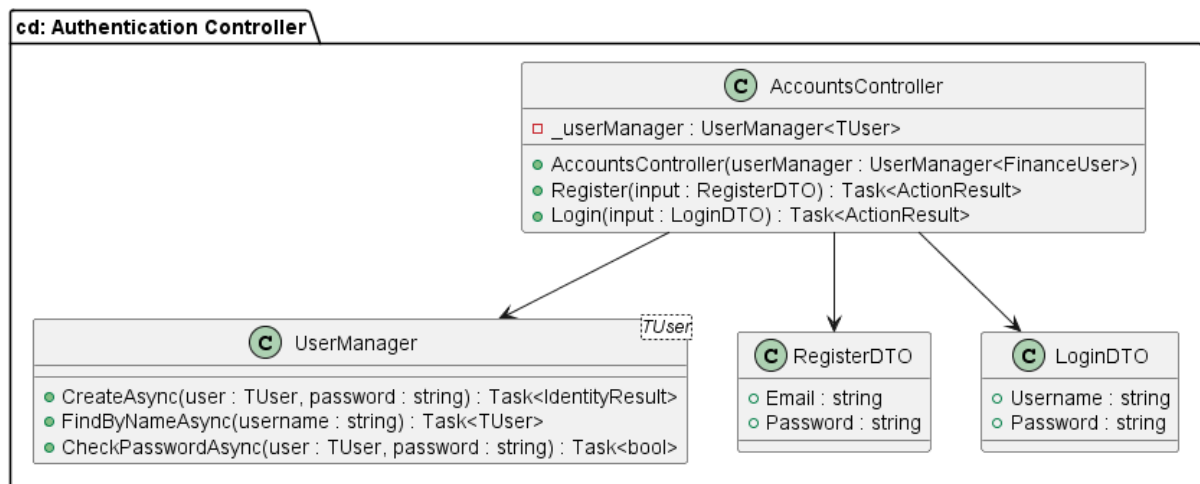 cd: Authentication Controller
C AccountsController
_userManager : UserManager<TUser>
AccountsController(userManager : UserManager<FinanceUser>)
Register(input : RegisterDTO) : Task<ActionResult>
Login(input : LoginDTO) : Task<ActionResult>
TUser
C UserManager
CreateAsync(user : TUser, password : string) : Task<IdentityResult>
FindByNameAsync(username : string) : Task<TUser>
CheckPasswordAsync(user : TUser, password : string) : Task<bool>
C RegisterDTO
Email : string
Password : string
C LoginDTO
Username : string
Password : string